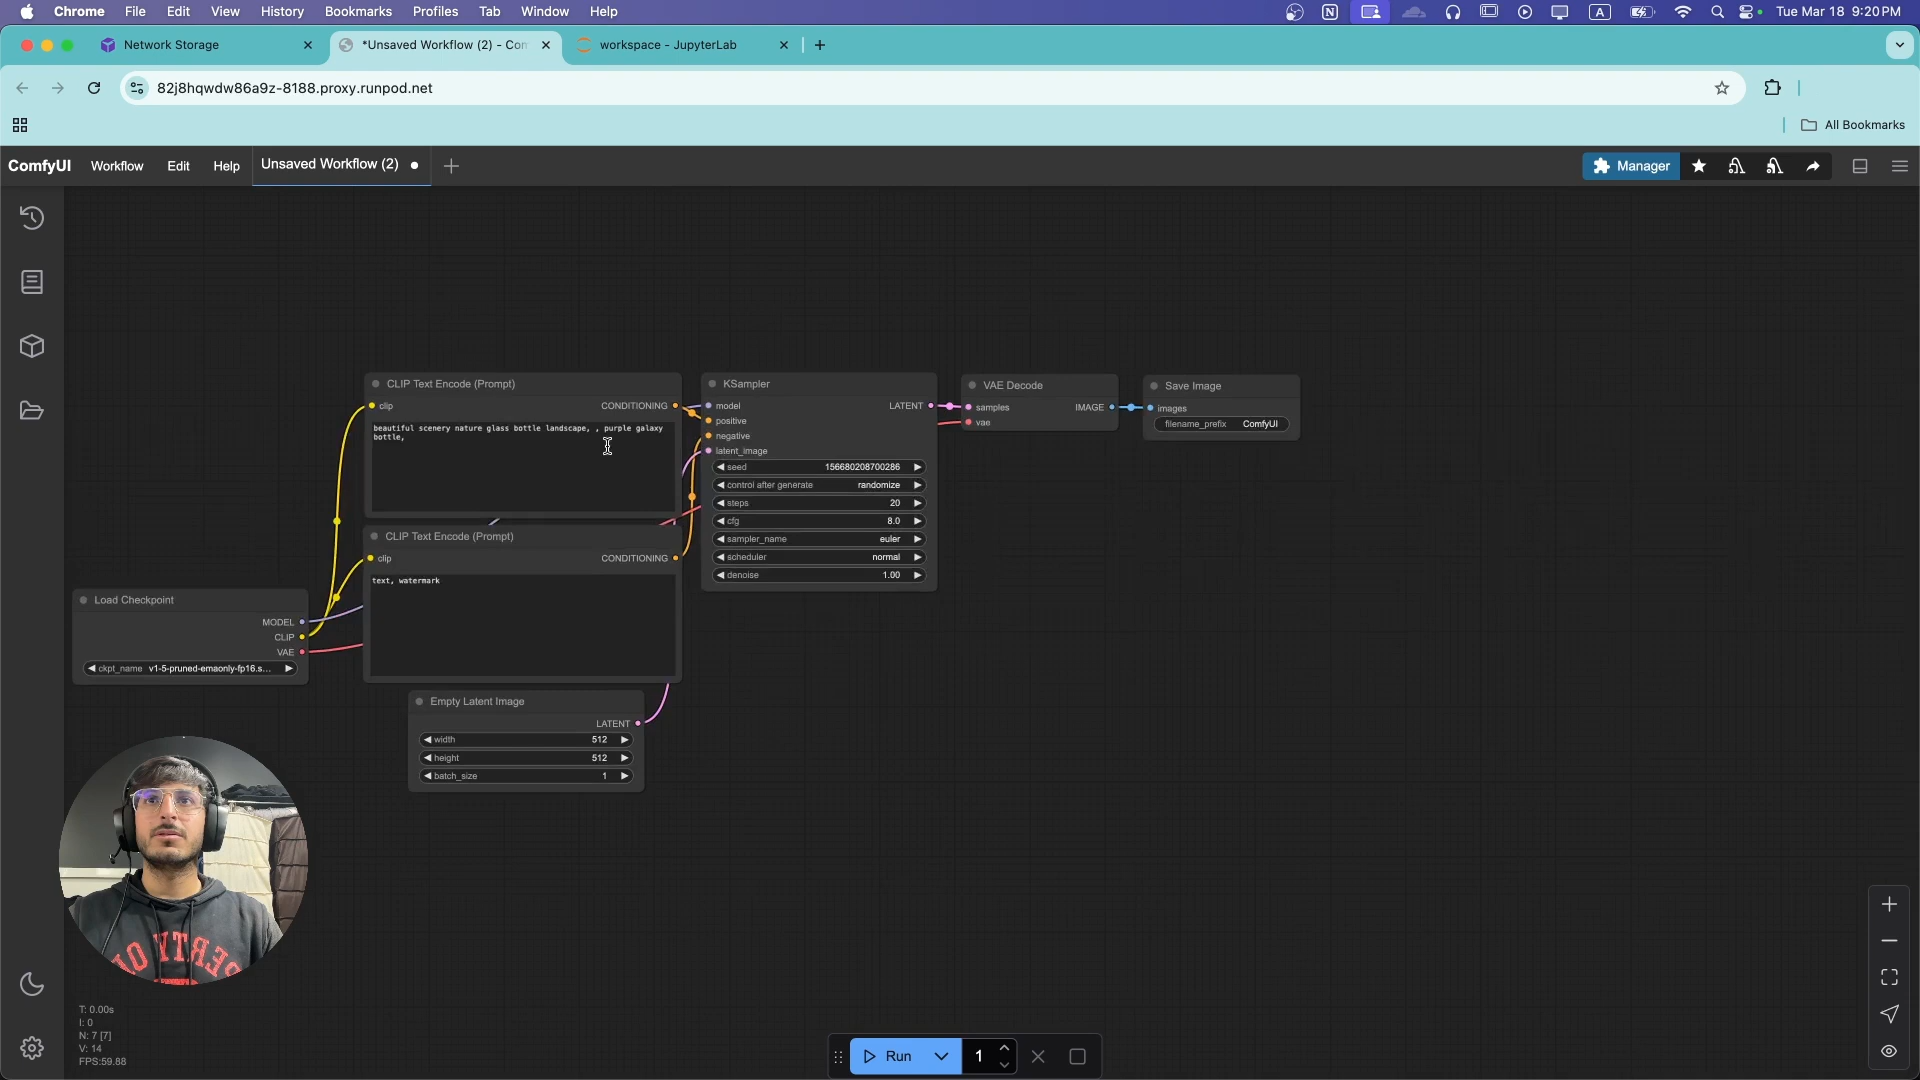 Chrome File Edit View History Bookmarks Profiles Tab Window Help
A Tue Mar 18 9:20 PM
Network Storage
*Unsaved Workflow (2) - Com
workspace - JupyterLab
82j8hqwdw86a9z-8188.proxy.runpod.net
All Bookmarks
ComfyUI Workflow Edit Help Unsaved Workflow (2)
Manager
CLIP Text Encode (Prompt)
clip CONDITIONING
beautiful scenery nature glass bottle landscape, , purple galaxy
bottle,
CLIP Text Encode (Prompt)
clip CONDITIONING
text, watermark
Load Checkpoint
MODEL
CLIP
VAE
ckpt_name v1-5-pruned-emaonly-fp16.s...
Empty Latent Image
LATENT
width 512
height 512
batch_size 1
KSampler
model LATENT
positive
negative
latent_image
seed 156680208700286
control after generate randomize
steps 20
cfg 8.0
sampler_name euler
scheduler normal
denoise 1.00
VAE Decode
samples IMAGE
vae
Save Image
images
filename_prefix ComfyUI
T: 0.00s
I: 0
N: 7 [7]
V: 14
FPS:59.88
Run 1